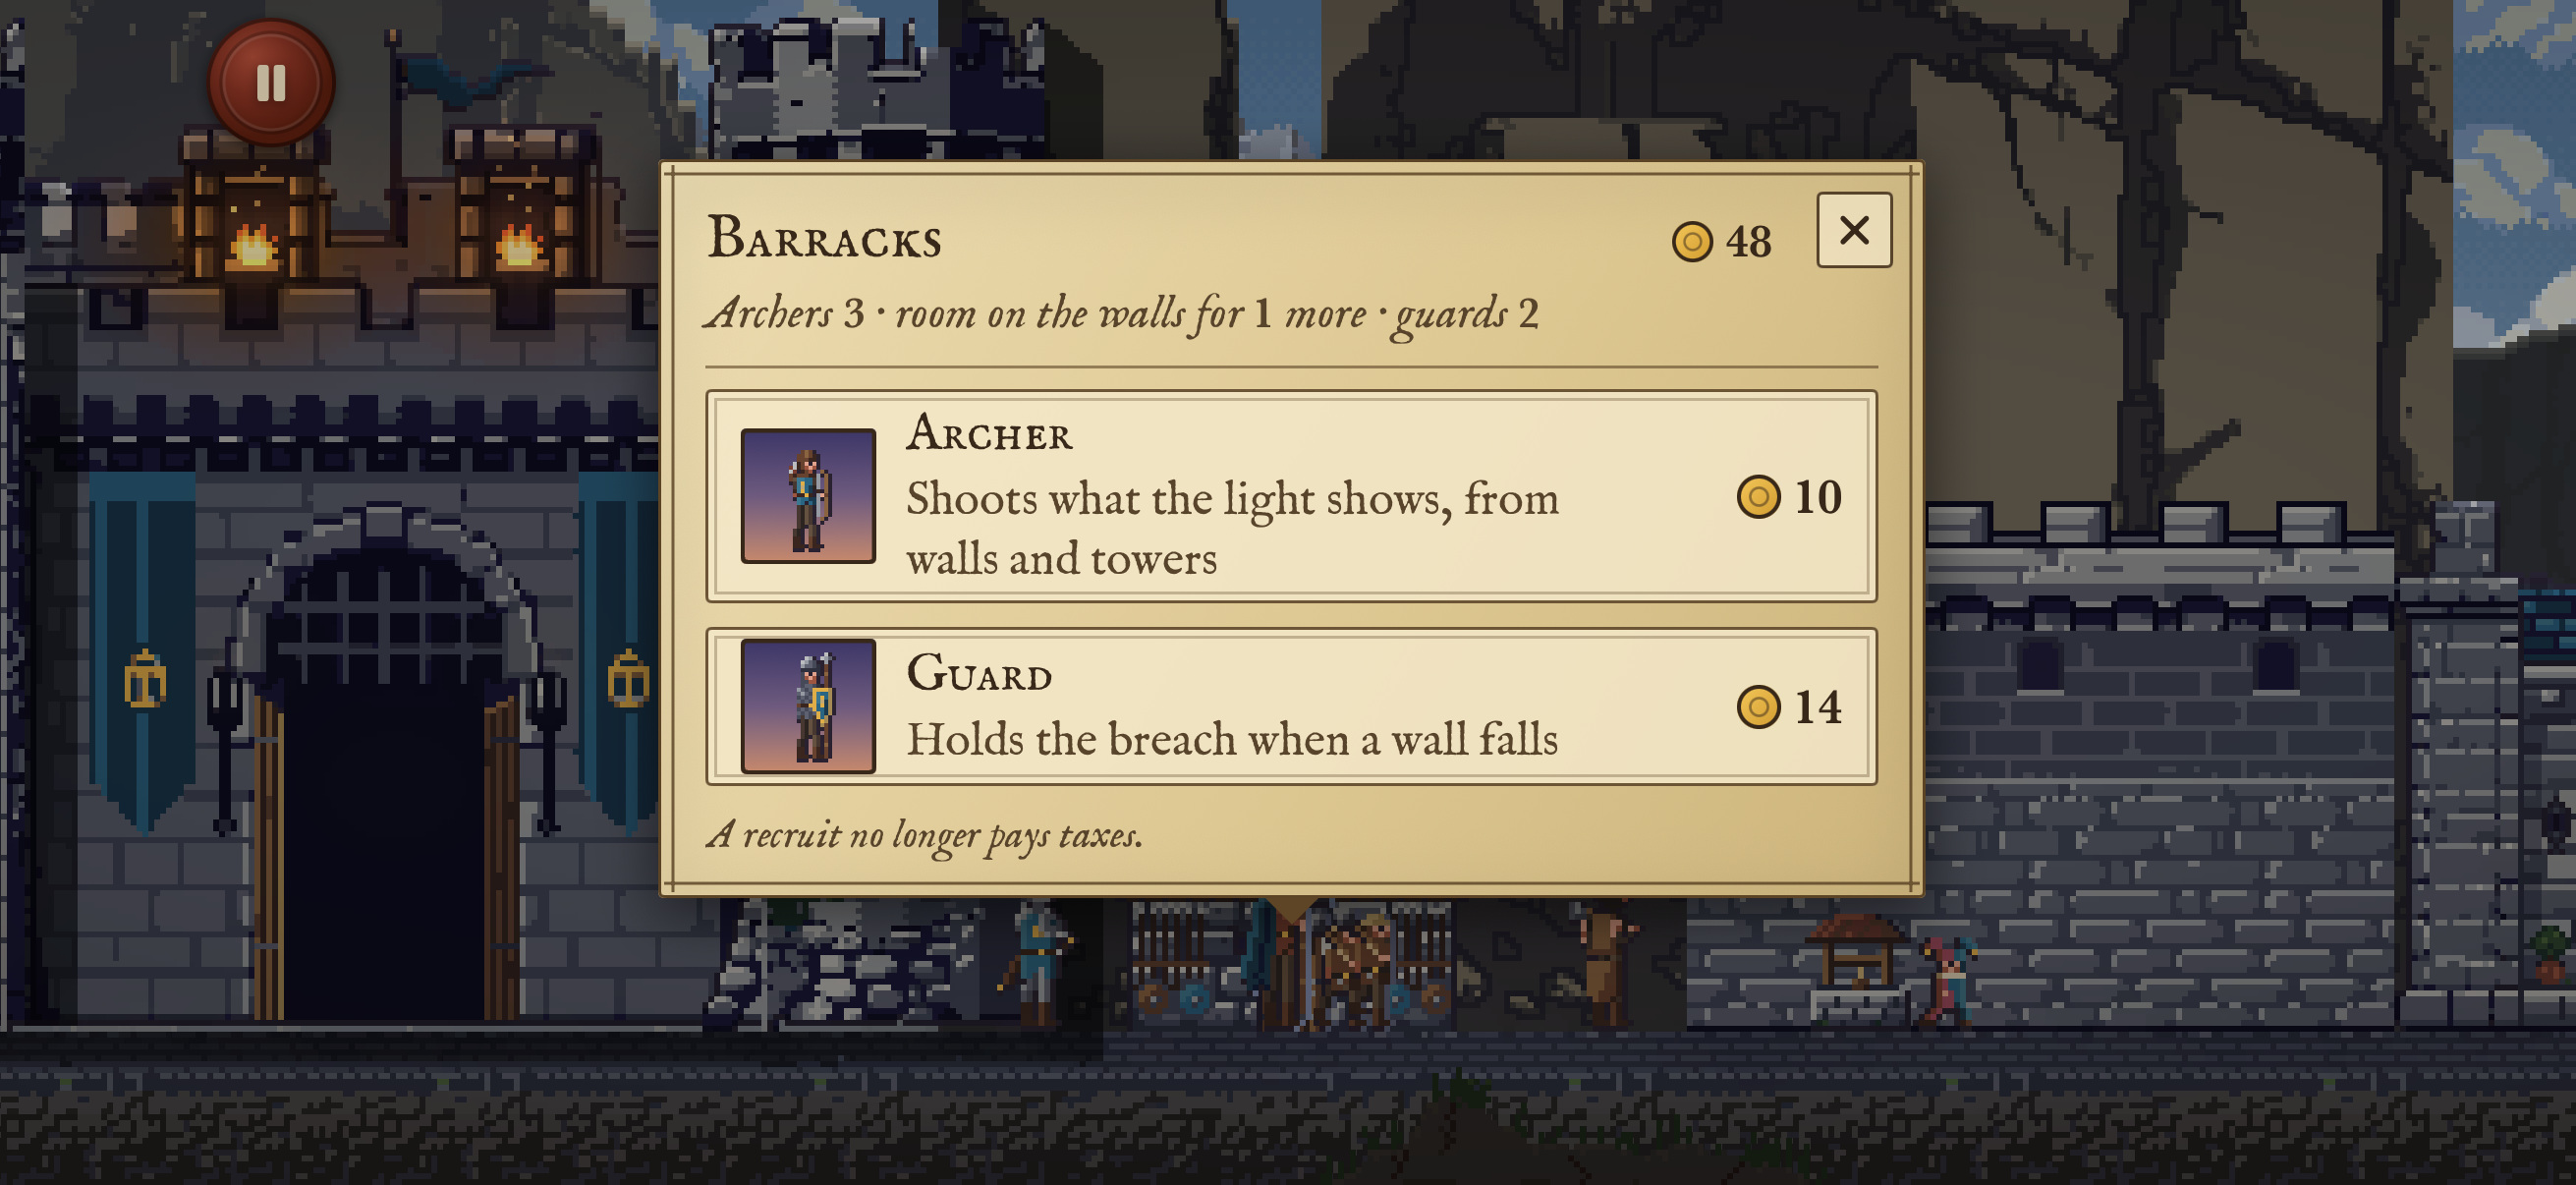 Barracks
48
Archers 3 · room on the walls for 1 more · guards 2
Archer
Shoots what the light shows, from
walls and towers
10
Guard
Holds the breach when a wall falls
14
A recruit no longer pays taxes.